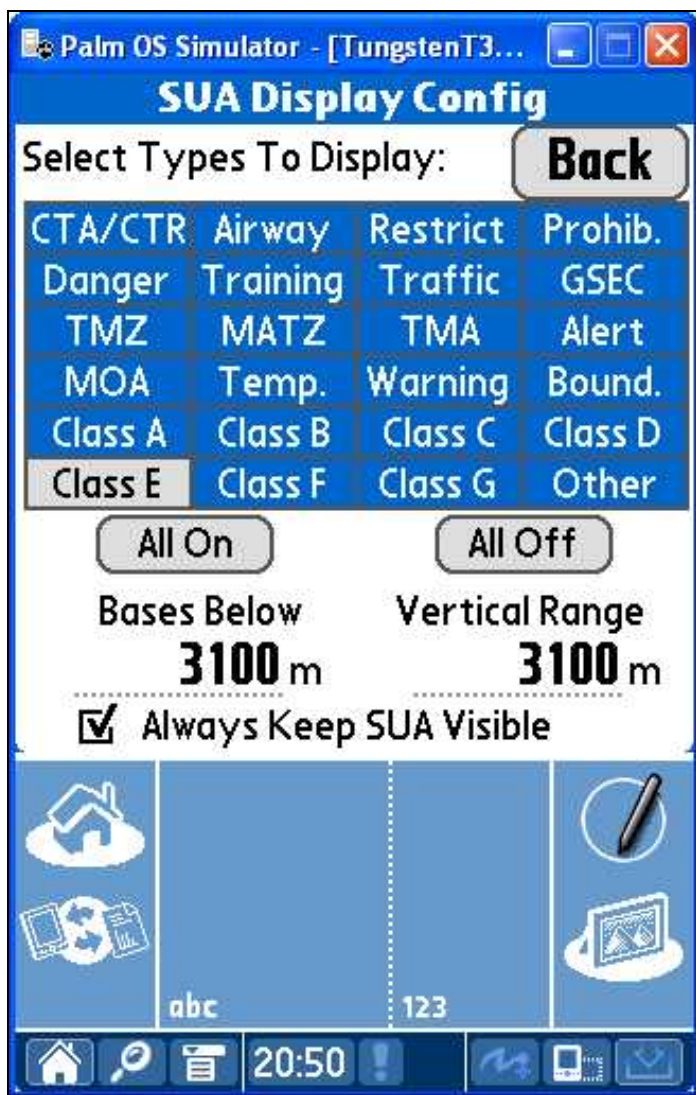 Palm OS Simulator - [TungstenT3...
SUA Display Config
Select Types To Display: Back
CTA/CTR Airway Restrict Prohib.
Danger Training Traffic GSEC
TMZ MATZ TMA Alert
MOA Temp. Warning Bound.
Class A Class B Class C Class D
Class E Class F Class G Other
All On All Off
Bases Below Vertical Range
3100 m 3100 m
Always Keep SUA Visible
abc 123
20:50